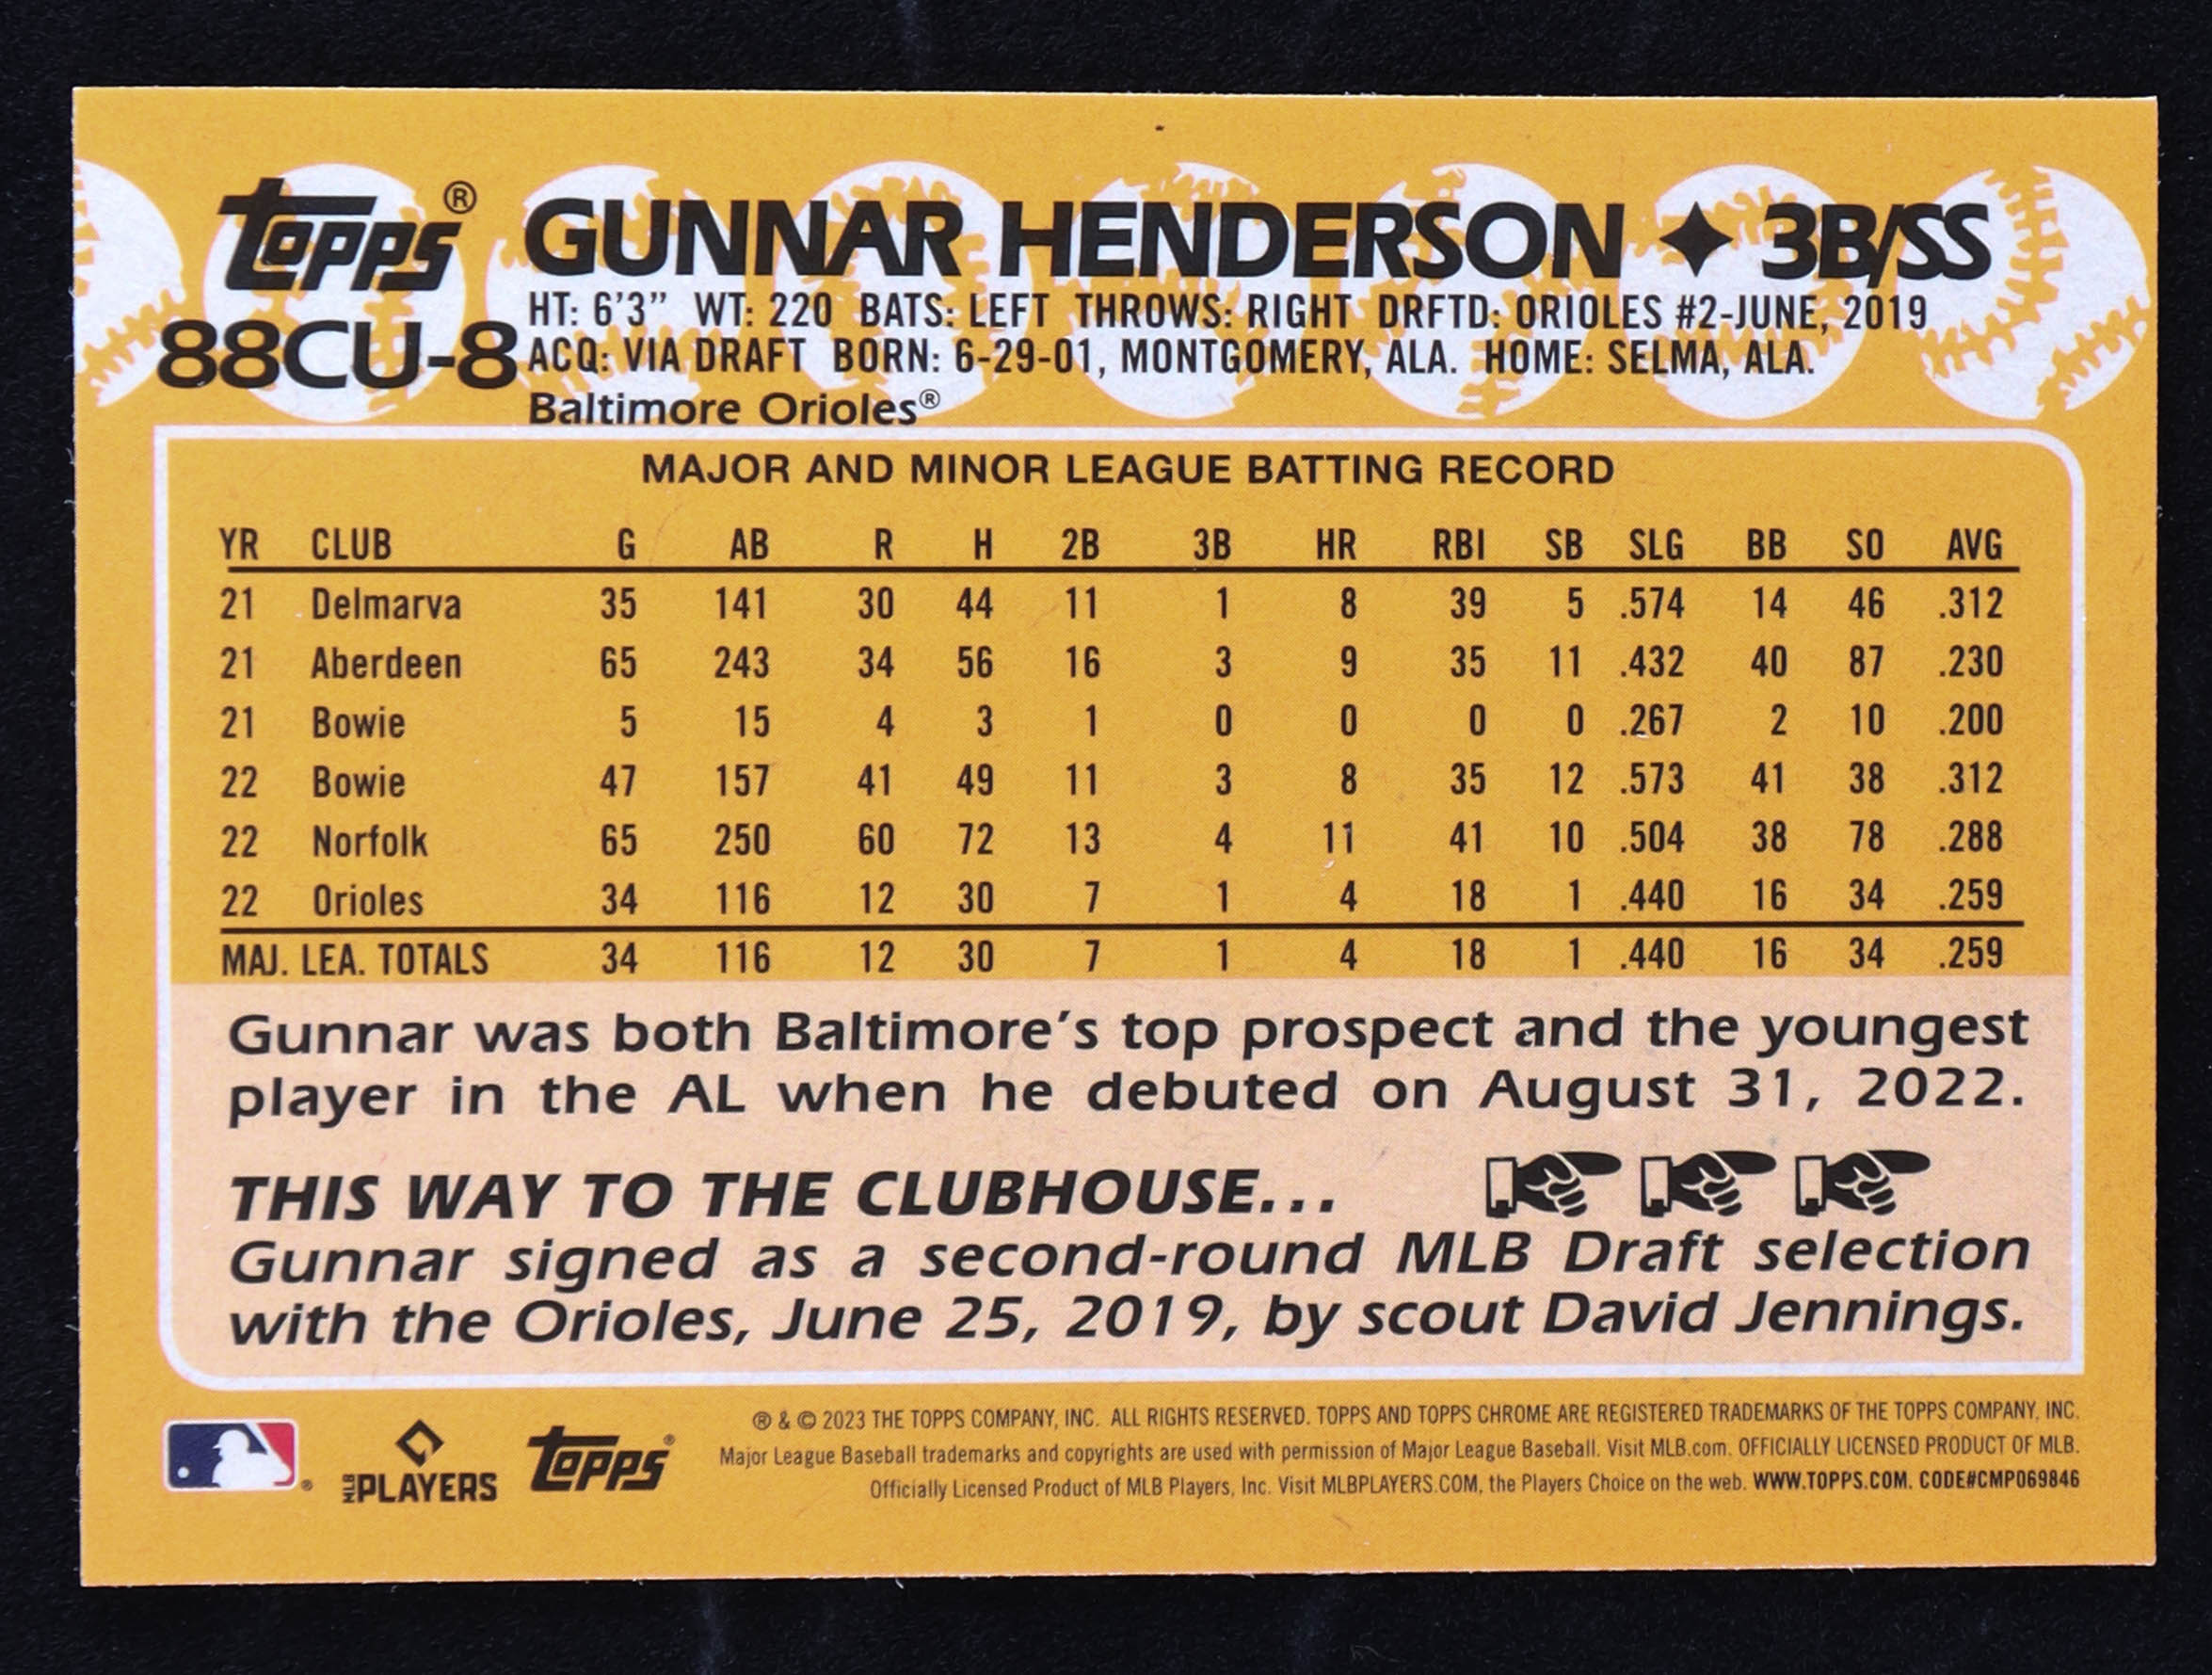 Topps® GUNNAR HENDERSON ✦ 3B/SS
88CU-8 HT: 6'3" WT: 220 BATS: LEFT THROWS: RIGHT DRFTD: ORIOLES #2-JUNE, 2019
ACQ: VIA DRAFT BORN: 6-29-01, MONTGOMERY, ALA. HOME: SELMA, ALA.
Baltimore Orioles®
MAJOR AND MINOR LEAGUE BATTING RECORD
YR CLUB G AB R H 2B 3B HR RBI SB SLG BB SO AVG
21 Delmarva 35 141 30 44 11 1 8 39 5 .574 14 46 .312
21 Aberdeen 65 243 34 56 16 3 9 35 11 .432 40 87 .230
21 Bowie 5 15 4 3 1 0 0 0 0 .267 2 10 .200
22 Bowie 47 157 41 49 11 3 8 35 12 .573 41 38 .312
22 Norfolk 65 250 60 72 13 4 11 41 10 .504 38 78 .288
22 Orioles 34 116 12 30 7 1 4 18 1 .440 16 34 .259
MAJ. LEA. TOTALS 34 116 12 30 7 1 4 18 1 .440 16 34 .259
Gunnar was both Baltimore's top prospect and the youngest
player in the AL when he debuted on August 31, 2022.
THIS WAY TO THE CLUBHOUSE...
Gunnar signed as a second-round MLB Draft selection
with the Orioles, June 25, 2019, by scout David Jennings.
® & © 2023 THE TOPPS COMPANY, INC. ALL RIGHTS RESERVED. TOPPS AND TOPPS CHROME ARE REGISTERED TRADEMARKS OF THE TOPPS COMPANY, INC.
Major League Baseball trademarks and copyrights are used with permission of Major League Baseball. Visit MLB.com. OFFICIALLY LICENSED PRODUCT OF MLB.
Officially Licensed Product of MLB Players, Inc. Visit MLBPLAYERS.COM, the Players Choice on the web. WWW.TOPPS.COM. CODE#CMP069846
MLB PLAYERS Topps®